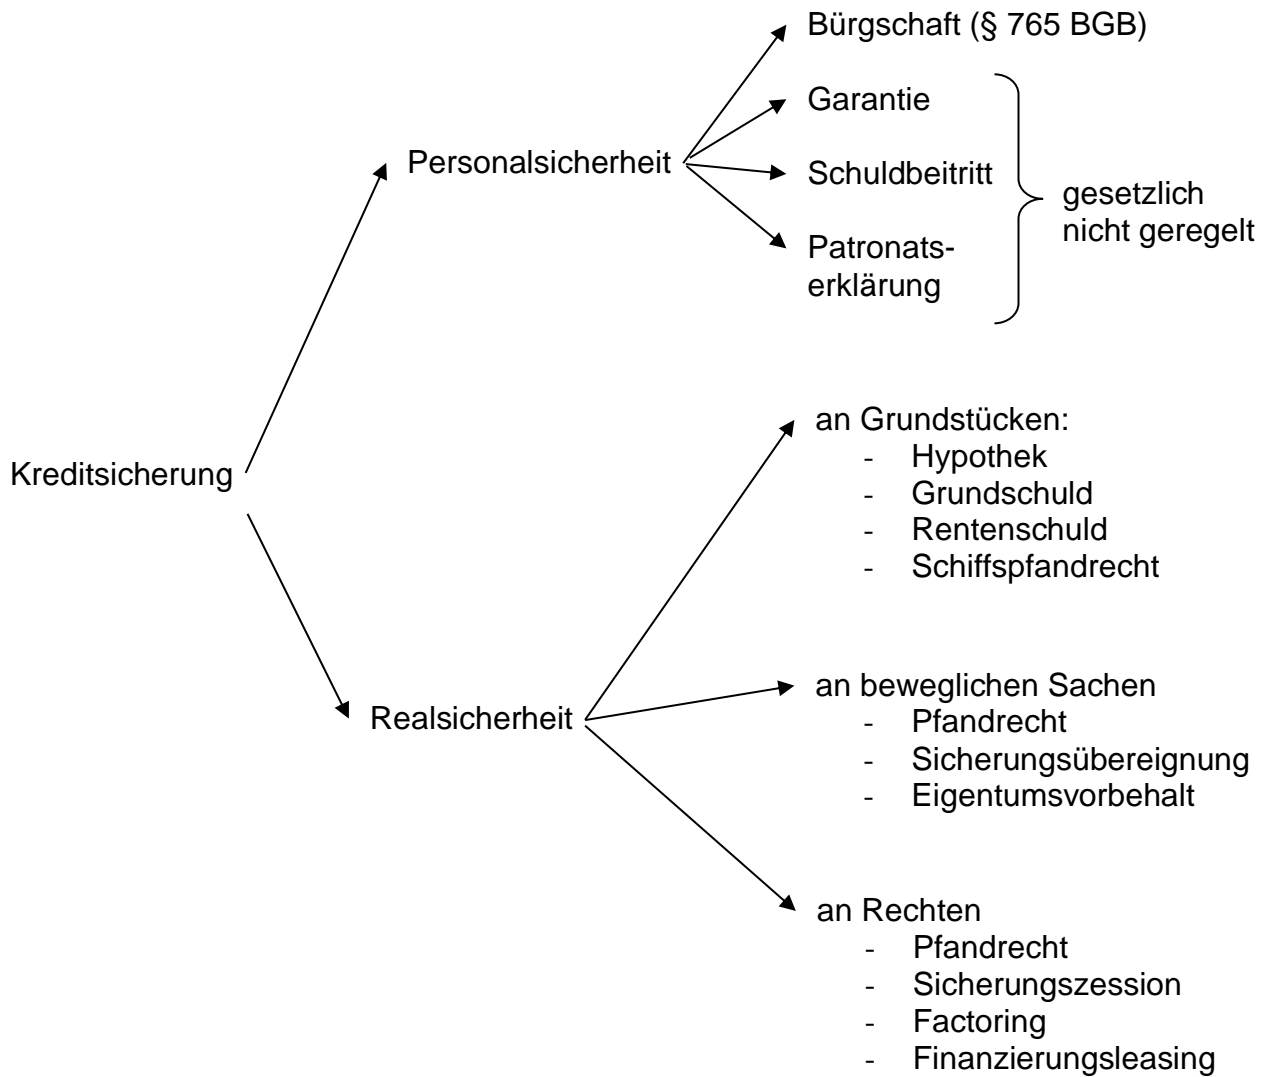 Bürgschaft (§ 765 BGB)
Garantie
Personalsicherheit
Schuldbeitritt
gesetzlich
nicht geregelt
Patronats-
erklärung
Kreditsicherung
an Grundstücken:
- Hypothek
- Grundschuld
- Rentenschuld
- Schiffspfandrecht
Realsicherheit
an beweglichen Sachen
- Pfandrecht
- Sicherungsübereignung
- Eigentumsvorbehalt
an Rechten
- Pfandrecht
- Sicherungszession
- Factoring
- Finanzierungsleasing